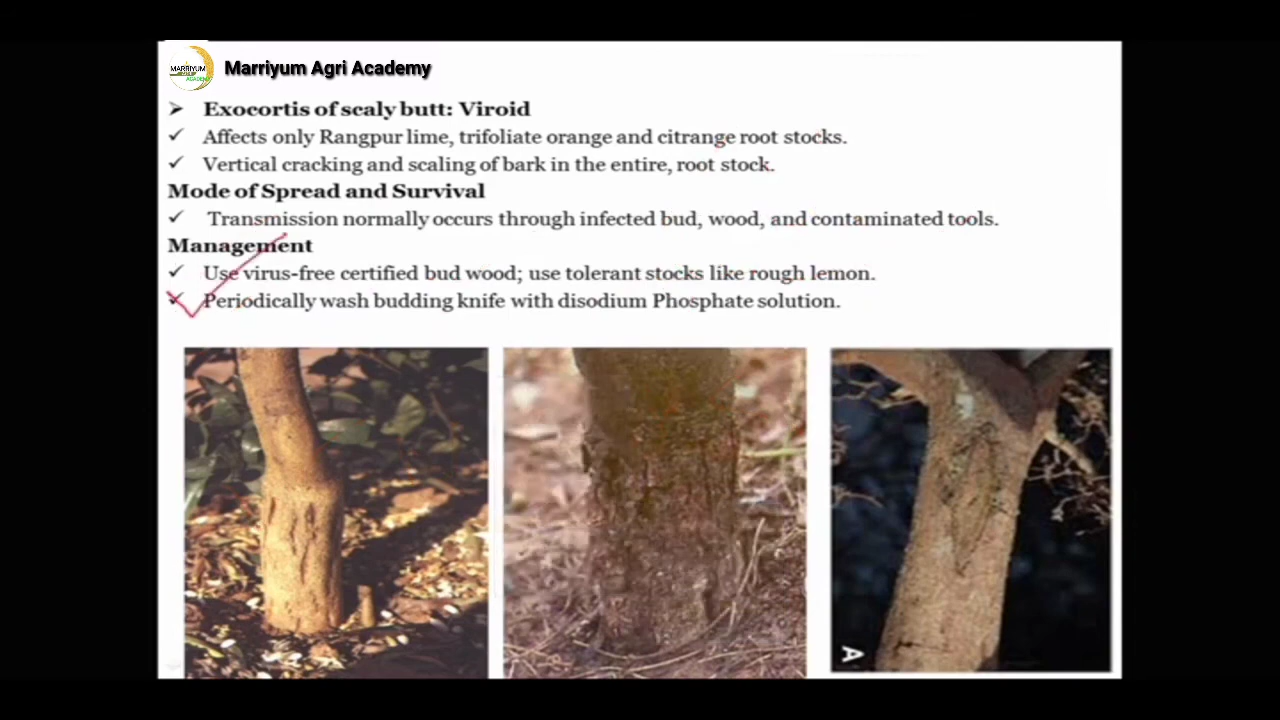 MARRIYUM
ACADEMY
Marriyum Agri Academy
➤ Exocortis of scaly butt: Viroid
✓ Affects only Rangpur lime, trifoliate orange and citrange root stocks.
✓ Vertical cracking and scaling of bark in the entire, root stock.
Mode of Spread and Survival
✓ Transmission normally occurs through infected bud, wood, and contaminated tools.
Management
✓ Use virus-free certified bud wood; use tolerant stocks like rough lemon.
✓ Periodically wash budding knife with disodium Phosphate solution.
A